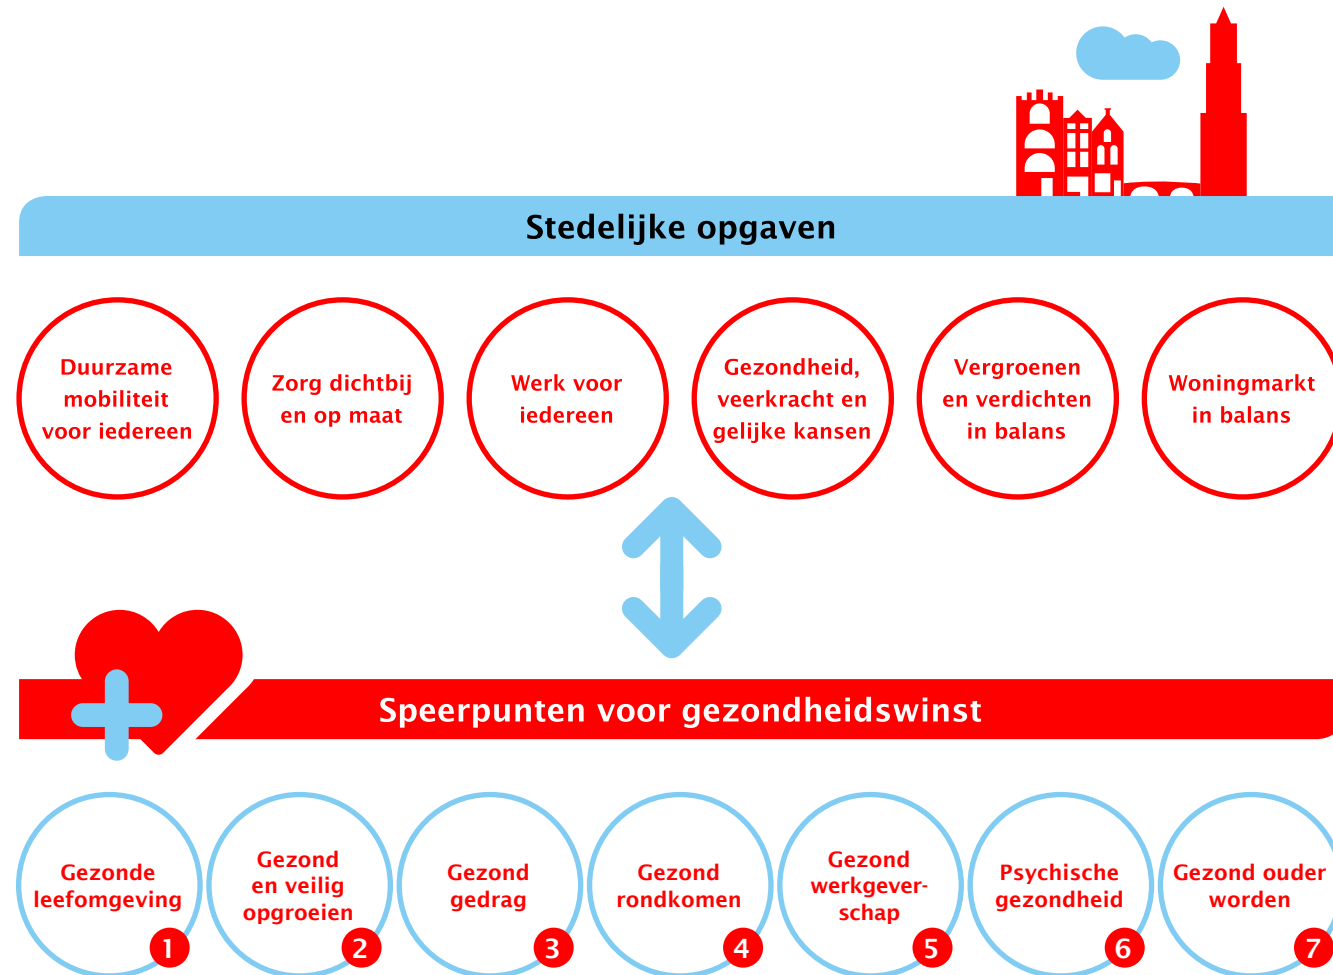 Stedelijke opgaven
Duurzame
mobiliteit
voor iedereen
Zorg dichtbij
en op maat
Werk voor
iedereen
Gezondheid,
veerkracht en
gelijke kansen
Vergroenen
en verdichten
in balans
Woningmarkt
in balans
Speerpunten voor gezondheidswinst
Gezonde
leefomgeving
1
Gezond
en veilig
opgroeien
2
Gezond
gedrag
3
Gezond
rondkomen
4
Gezond
werkgever-
schap
5
Psychische
gezondheid
6
Gezond ouder
worden
7